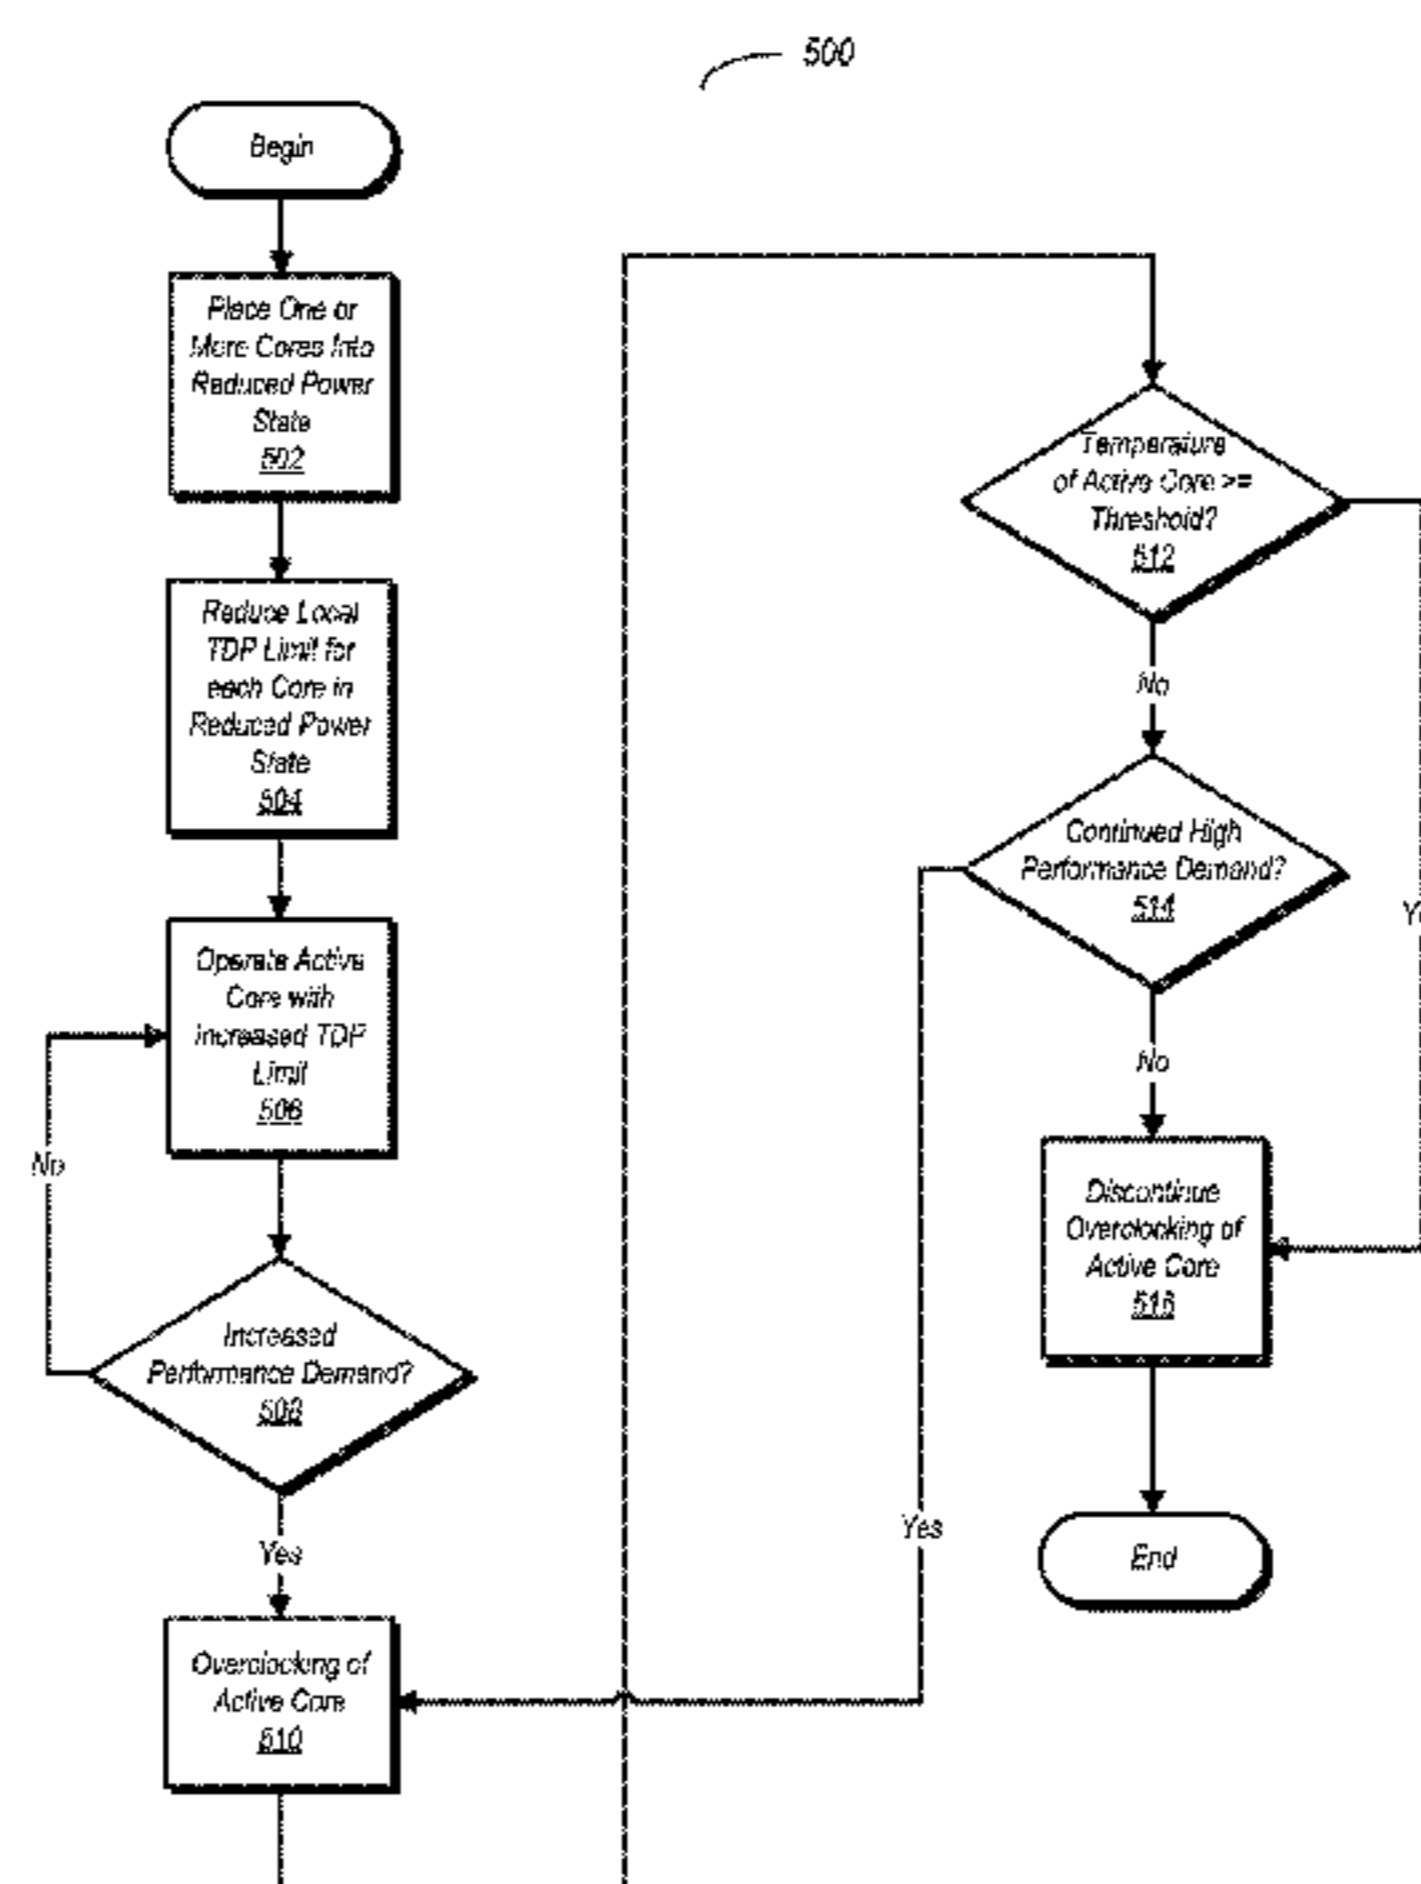 500
Begin
Place One or
More Cores Into
Reduced Power
State
502
Reduce Local
TDP Limit for
each Core in
Reduced Power
State
504
Operate Active
Core with
Increased TDP
Limit
506
No
Increased
Performance Demand?
508
Yes
Overclocking of
Active Core
510
Temperature
of Active Core >=
Threshold?
512
No
Continued High
Performance Demand?
514
No
Yes
Discontinue
Overclocking of
Active Core
516
End